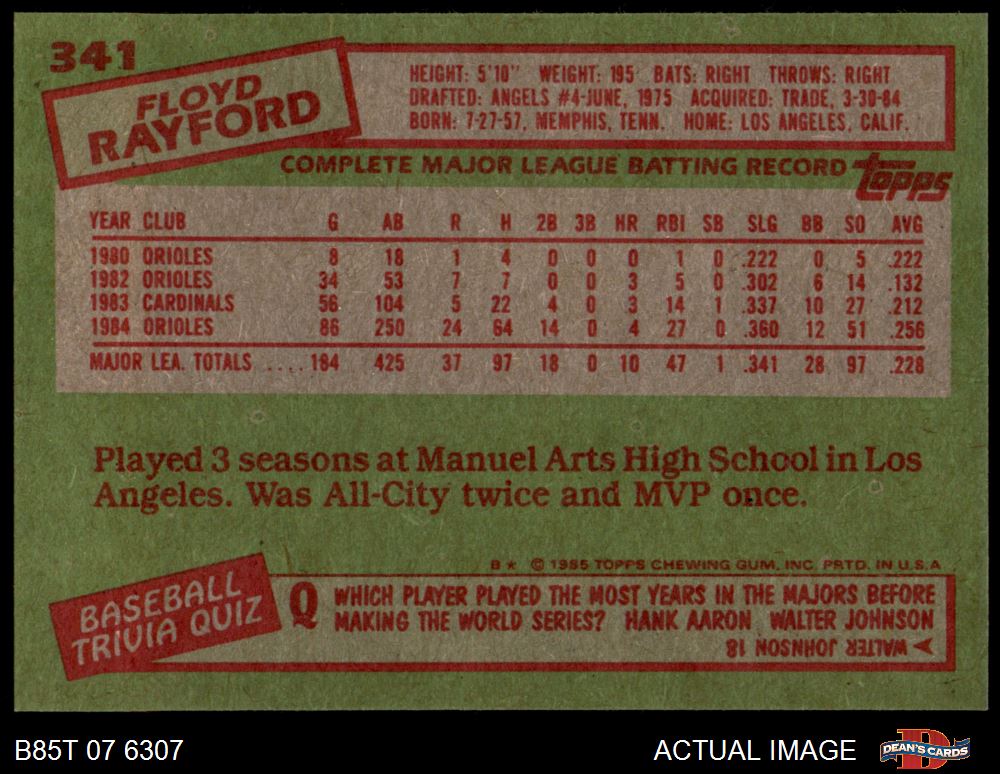 341
FLOYD
RAYFORD
HEIGHT: 5'10" WEIGHT: 195 BATS: RIGHT THROWS: RIGHT
DRAFTED: ANGELS #4-JUNE, 1975 ACQUIRED: TRADE, 3-30-84
BORN: 7-27-57, MEMPHIS, TENN. HOME: LOS ANGELES, CALIF.
COMPLETE MAJOR LEAGUE BATTING RECORD topps
YEAR CLUB G AB R H 2B 3B HR RBI SB SLG BB SO AVG
1980 ORIOLES 8 18 1 4 0 0 0 1 0 .222 0 5 .222
1982 ORIOLES 34 53 7 7 0 0 3 5 0 .302 6 14 .132
1983 CARDINALS 56 104 5 22 4 0 3 14 1 .337 10 27 .212
1984 ORIOLES 86 250 24 64 14 0 4 27 0 .360 12 51 .256
MAJOR LEA. TOTALS ....184 425 37 97 18 0 10 47 1 .341 28 97 .228
Played 3 seasons at Manuel Arts High School in Los
Angeles. Was All-City twice and MVP once.
B * © 1985 TOPPS CHEWING GUM, INC. PRTD. IN U.S.A
BASEBALL
TRIVIA QUIZ
Q WHICH PLAYER PLAYED THE MOST YEARS IN THE MAJORS BEFORE
MAKING THE WORLD SERIES? HANK AARON WALTER JOHNSON
WALTER JOHNSON 18
B85T 07 6307 ACTUAL IMAGE DEAN'S CARDS